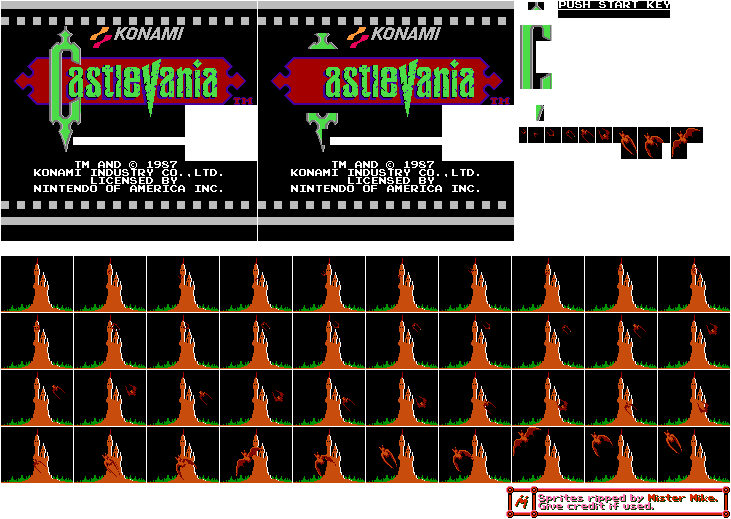 KONAMI
Castlevania
TM
TM AND © 1987
KONAMI INDUSTRY CO.,LTD.
LICENSED BY
NINTENDO OF AMERICA INC.
KONAMI
astlevania
TM
TM AND © 1987
KONAMI INDUSTRY CO.,LTD.
LICENSED BY
NINTENDO OF AMERICA INC.
PUSH START KEY
C
Sprites ripped by Mister Mike.
Give credit if used.